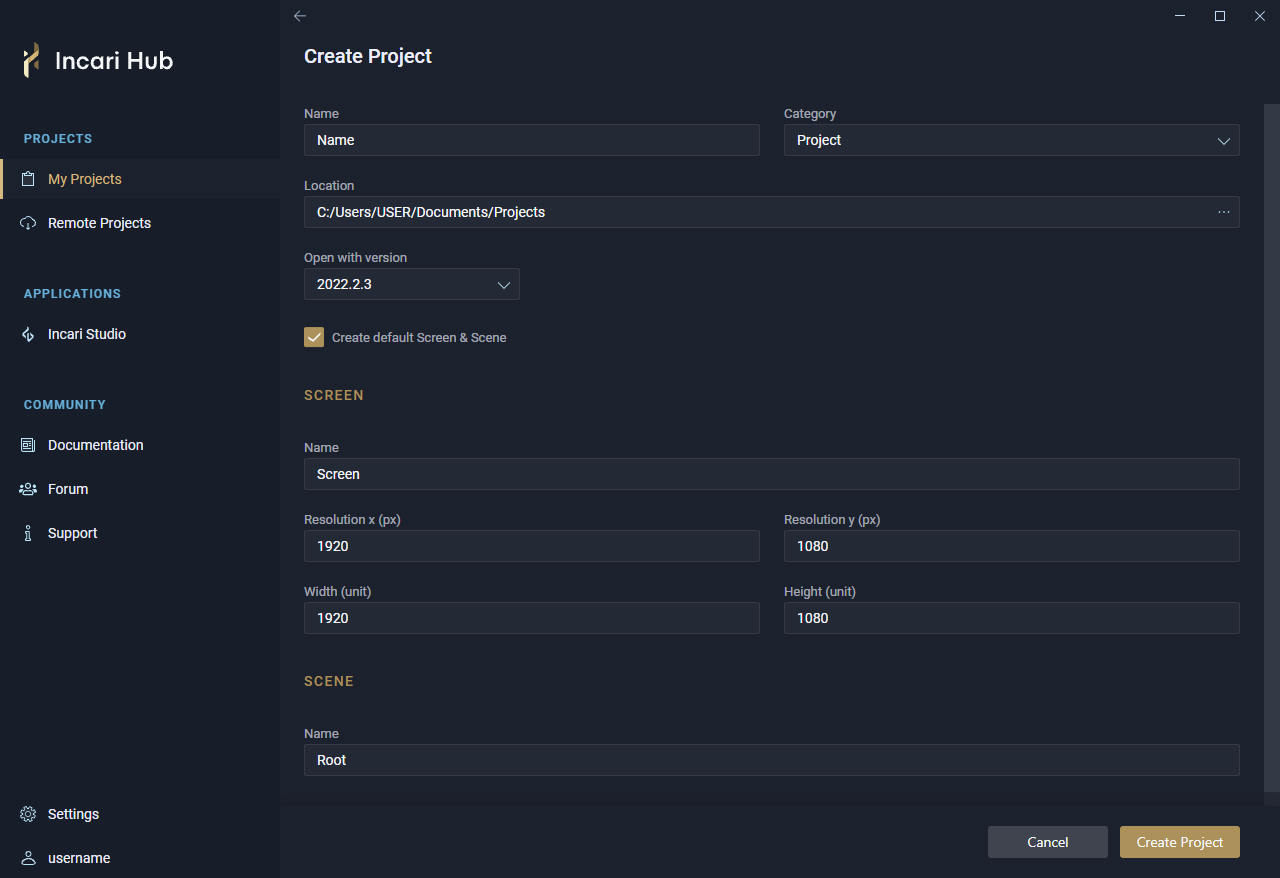 Incari Hub
PROJECTS
My Projects
Remote Projects
APPLICATIONS
Incari Studio
COMMUNITY
Documentation
Forum
Support
Settings
username
Create Project
Name
Name
Category
Project
Location
C:/Users/USER/Documents/Projects
...
Open with version
2022.2.3
Create default Screen & Scene
SCREEN
Name
Screen
Resolution x (px)
1920
Resolution y (px)
1080
Width (unit)
1920
Height (unit)
1080
SCENE
Name
Root
Cancel
Create Project